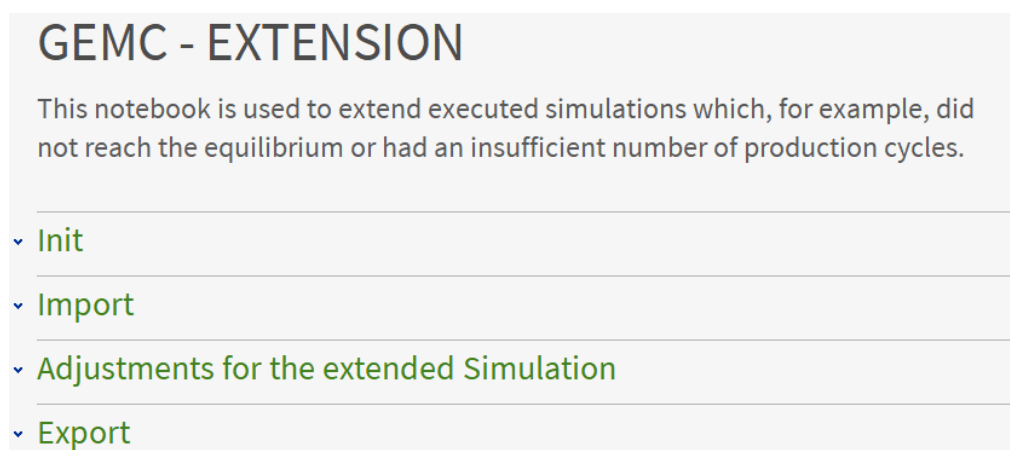 GEMC - EXTENSION
This notebook is used to extend executed simulations which, for example, did
not reach the equilibrium or had an insufficient number of production cycles.
Init
Import
Adjustments for the extended Simulation
Export